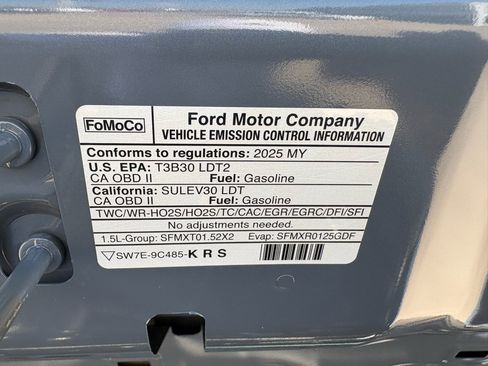 FoMoCo
Ford Motor Company
VEHICLE EMISSION CONTROL INFORMATION
Conforms to regulations: 2025 MY
U.S. EPA: T3B30 LDT2
CA OBD II Fuel: Gasoline
California: SULEV30 LDT
CA OBD II Fuel: Gasoline
TWC/WR-HO2S/HO2S/TC/CAC/EGR/EGRC/DFI/SFI
No adjustments needed.
1.5L-Group: SFMXT01.52X2 Evap: SFMXR0125GDF
SW7E-9C485-KRS